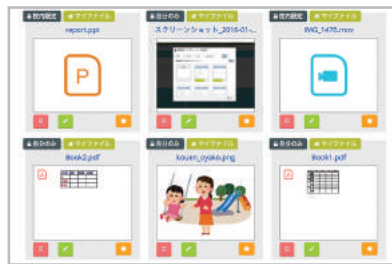 校内限定 マイファイル
report.ppt
P
自分のみ マイファイル
スクリーンショット_2016-01-...
校内限定 マイファイル
IMG_1476.mov
自分のみ マイファイル
Book2.pdf
自分のみ マイファイル
kouen_oyako.png
自分のみ マイファイル
Book1.pdf